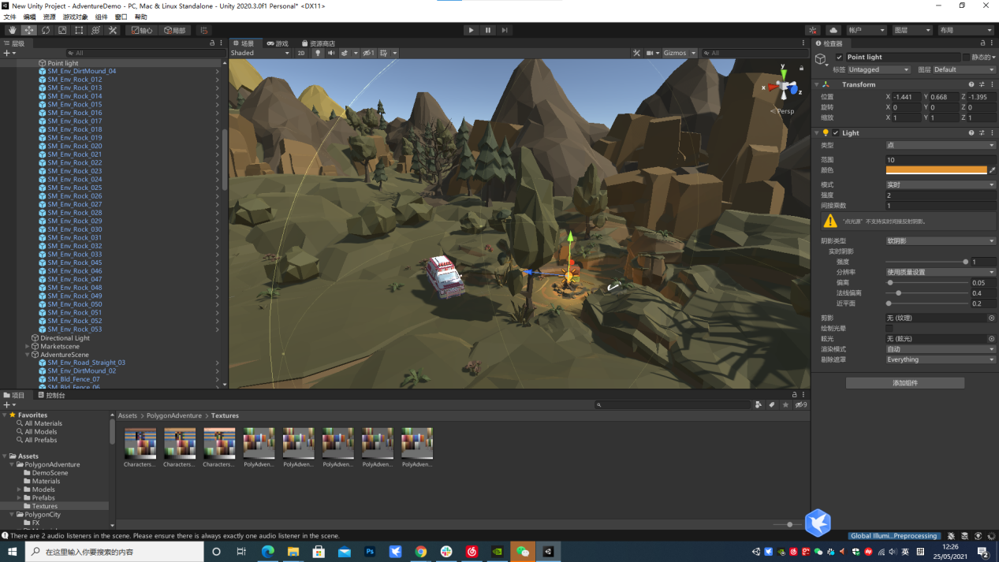 New Unity Project - AdventureDemo - PC, Mac & Linux Standalone - Unity 2020.3.0f1 Personal* <DX11>
文件 编辑 资源 游戏对象 组件 窗口 帮助
轴心 局部 帐户 图层 布局
层级
All
Point light
SM_Env_DirtMound_04
SM_Env_Rock_012
SM_Env_Rock_013
SM_Env_Rock_014
SM_Env_Rock_015
SM_Env_Rock_016
SM_Env_Rock_017
SM_Env_Rock_018
SM_Env_Rock_019
SM_Env_Rock_020
SM_Env_Rock_021
SM_Env_Rock_022
SM_Env_Rock_023
SM_Env_Rock_024
SM_Env_Rock_025
SM_Env_Rock_026
SM_Env_Rock_027
SM_Env_Rock_028
SM_Env_Rock_029
SM_Env_Rock_030
SM_Env_Rock_031
SM_Env_Rock_032
SM_Env_Rock_033
SM_Env_Rock_045
SM_Env_Rock_046
SM_Env_Rock_047
SM_Env_Rock_048
SM_Env_Rock_049
SM_Env_Rock_050
SM_Env_Rock_051
SM_Env_Rock_052
SM_Env_Rock_053
Directional Light
Marketscene
AdventureScene
SM_Env_Road_Straight_03
SM_Env_DirtMound_02
SM_Bld_Fence_07
SM_Bld_Fence_06
场景 游戏 资源商店
Shaded 2D 1 Gizmos All
y
x z
Persp
检查器
Point light 静态的
标签 Untagged 图层 Default
Transform
位置 X -1.441 Y 0.668 Z -1.395
旋转 X 0 Y 0 Z 0
缩放 X 1 Y 1 Z 1
Light
类型 点
范围 10
颜色
模式 实时
强度 2
间接乘数 1
"点光源" 不支持实时间接反射阴影。
阴影类型 软阴影
实时阴影
强度 1
分辨率 使用质量设置
偏离 0.05
法线偏离 0.4
近平面 0.2
剪影 无 (纹理)
绘制光晕
眩光 无 (眩光)
渲染模式 自动
剔除遮罩 Everything
添加组件
项目 控制台
9
Favorites
All Materials
All Models
All Prefabs
Assets
PolygonAdventure
DemoScene
Materials
Models
Prefabs
Textures
PolygonCity
FX
Assets > PolygonAdventure > Textures
Characters... Characters... Characters... PolyAdven... PolyAdven... PolyAdven... PolyAdven... PolyAdven...
There are 2 audio listeners in the scene. Please ensure there is always exactly one audio listener in the scene.
Global Illumi...Preprocessing
在这里输入你要搜索的内容
Ps
英
12:26
25/05/2021
2